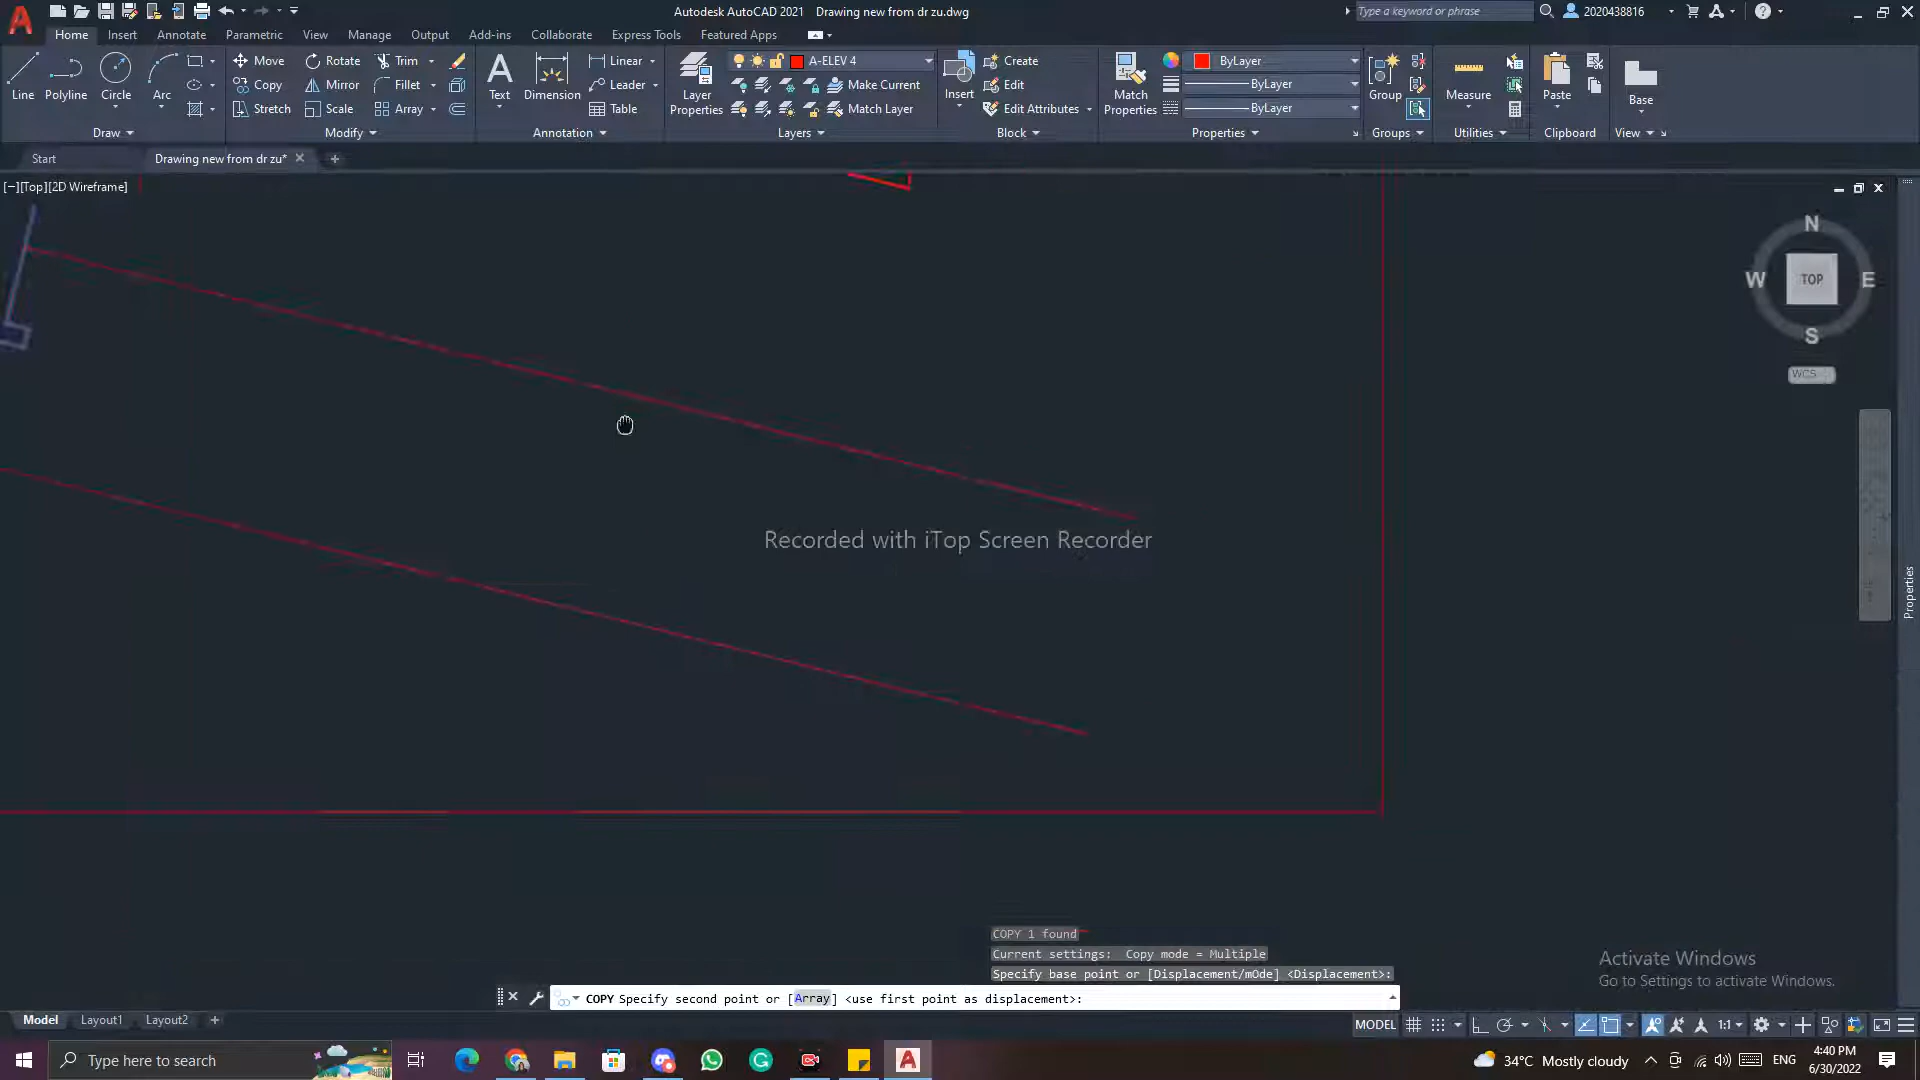 Autodesk AutoCAD 2021 Drawing new from dr zu.dwg
Type a keyword or phrase
2020438816
Home Insert Annotate Parametric View Manage Output Add-ins Collaborate Express Tools Featured Apps
Line
Polyline
Circle
Arc
Move
Rotate
Trim
Copy
Mirror
Fillet
Stretch
Scale
Array
Text
Dimension
Linear
Leader
Table
Layer
Properties
A-ELEV 4
Make Current
Match Layer
Insert
Create
Edit
Edit Attributes
Match
Properties
ByLayer
ByLayer
ByLayer
Group
Measure
Paste
Base
Draw
Modify
Annotation
Layers
Block
Properties
Groups
Utilities
Clipboard
View
Start
Drawing new from dr zu*
[−][Top][2D Wireframe]
N
W
TOP
E
S
WCS
Properties
Recorded with iTop Screen Recorder
COPY 1 found
Current settings:  Copy mode = Multiple
Specify base point or [Displacement/mOde] <Displacement>:
COPY Specify second point or [Array] <use first point as displacement>:
Activate Windows
Go to Settings to activate Windows.
Model Layout1 Layout2
MODEL
1:1
Type here to search
34°C Mostly cloudy
ENG
4:40 PM
6/30/2022